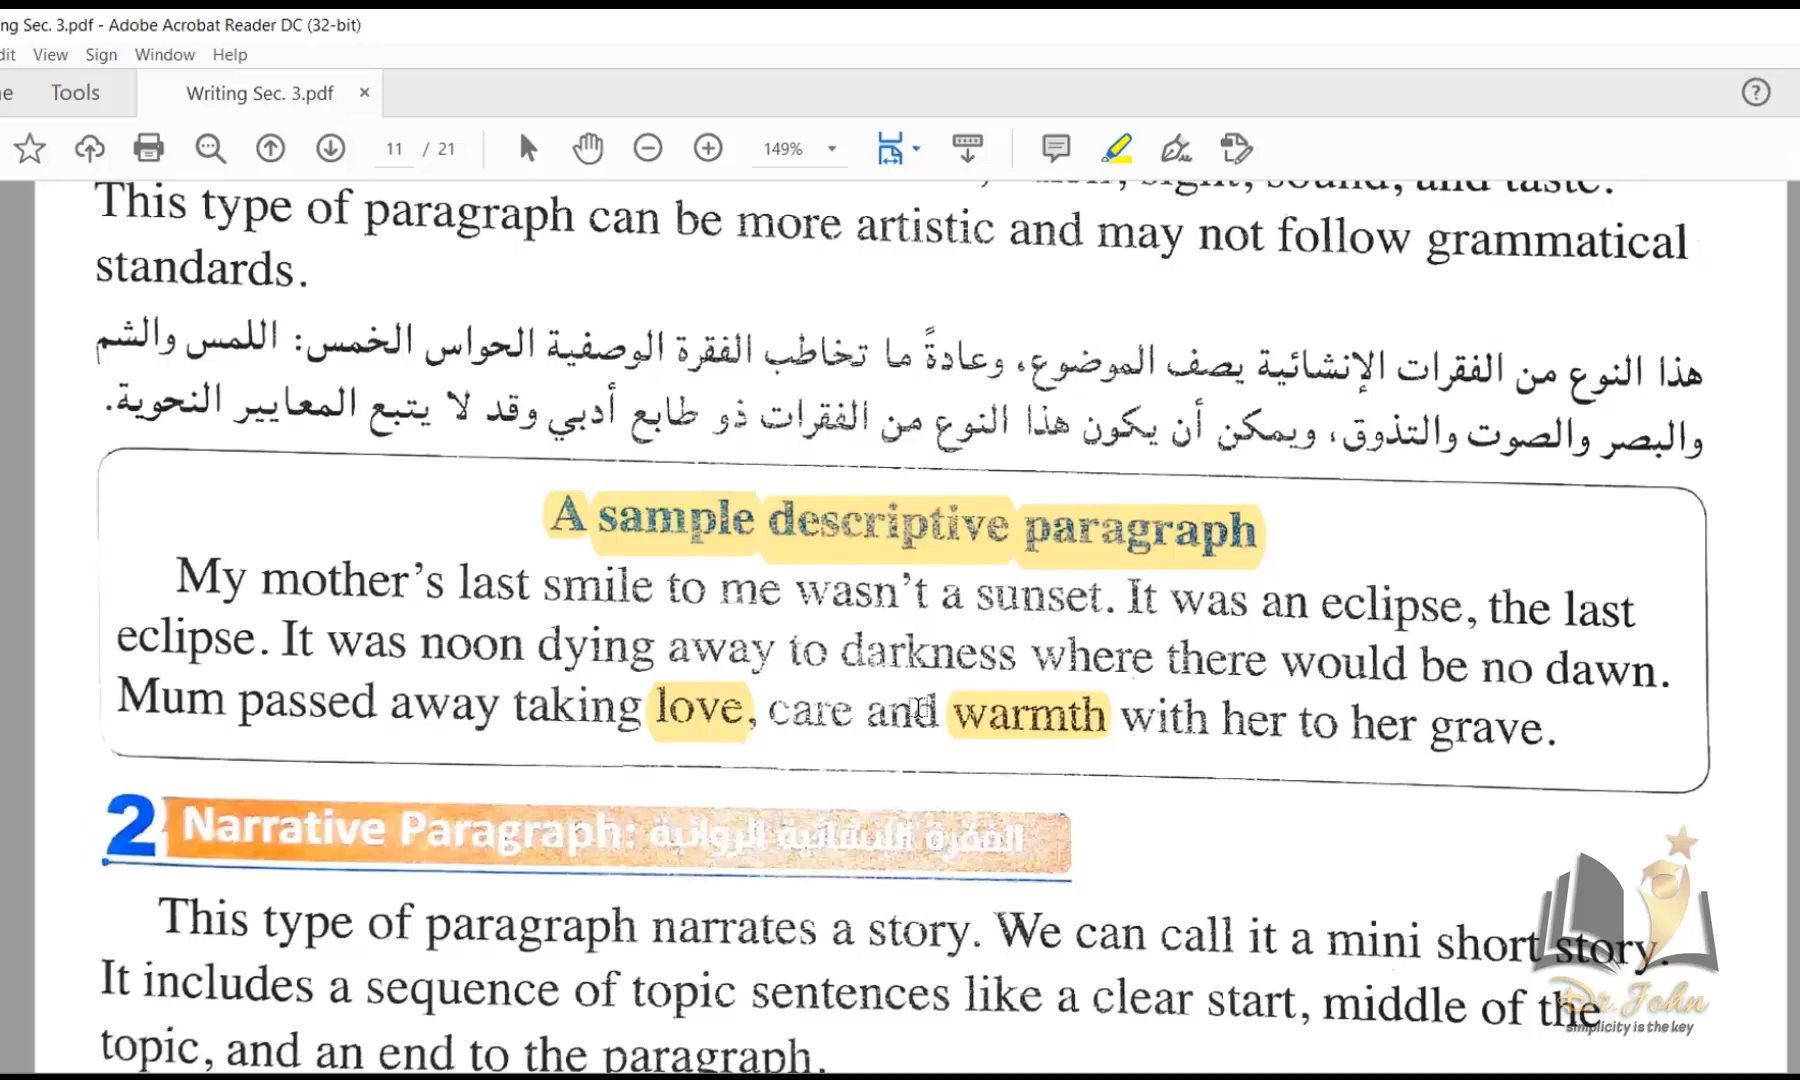 ng Sec. 3.pdf - Adobe Acrobat Reader DC (32-bit)
dit View Sign Window Help
e Tools Writing Sec. 3.pdf ×
11 / 21 149%
sight, sound, and taste.
This type of paragraph can be more artistic and may not follow grammatical
standards.
هذا النوع من الفقرات الإنشائية يصف الموضوع، وعادةً ما تخاطب الفقرة الوصفية الحواس الخمس: اللمس والشم
والبصر والصوت والتذوق، ويمكن أن يكون هذا النوع من الفقرات ذو طابع أدبي وقد لا يتبع المعايير النحوية.
A sample descriptive paragraph
My mother's last smile to me wasn't a sunset. It was an eclipse, the last
eclipse. It was noon dying away to darkness where there would be no dawn.
Mum passed away taking love, care and warmth with her to her grave.
2 Narrative Paragraph: الفقرة الإنشائية الروائية
This type of paragraph narrates a story. We can call it a mini short story.
It includes a sequence of topic sentences like a clear start, middle of the
topic, and an end to the paragraph.
Dr. John
simplicity is the key